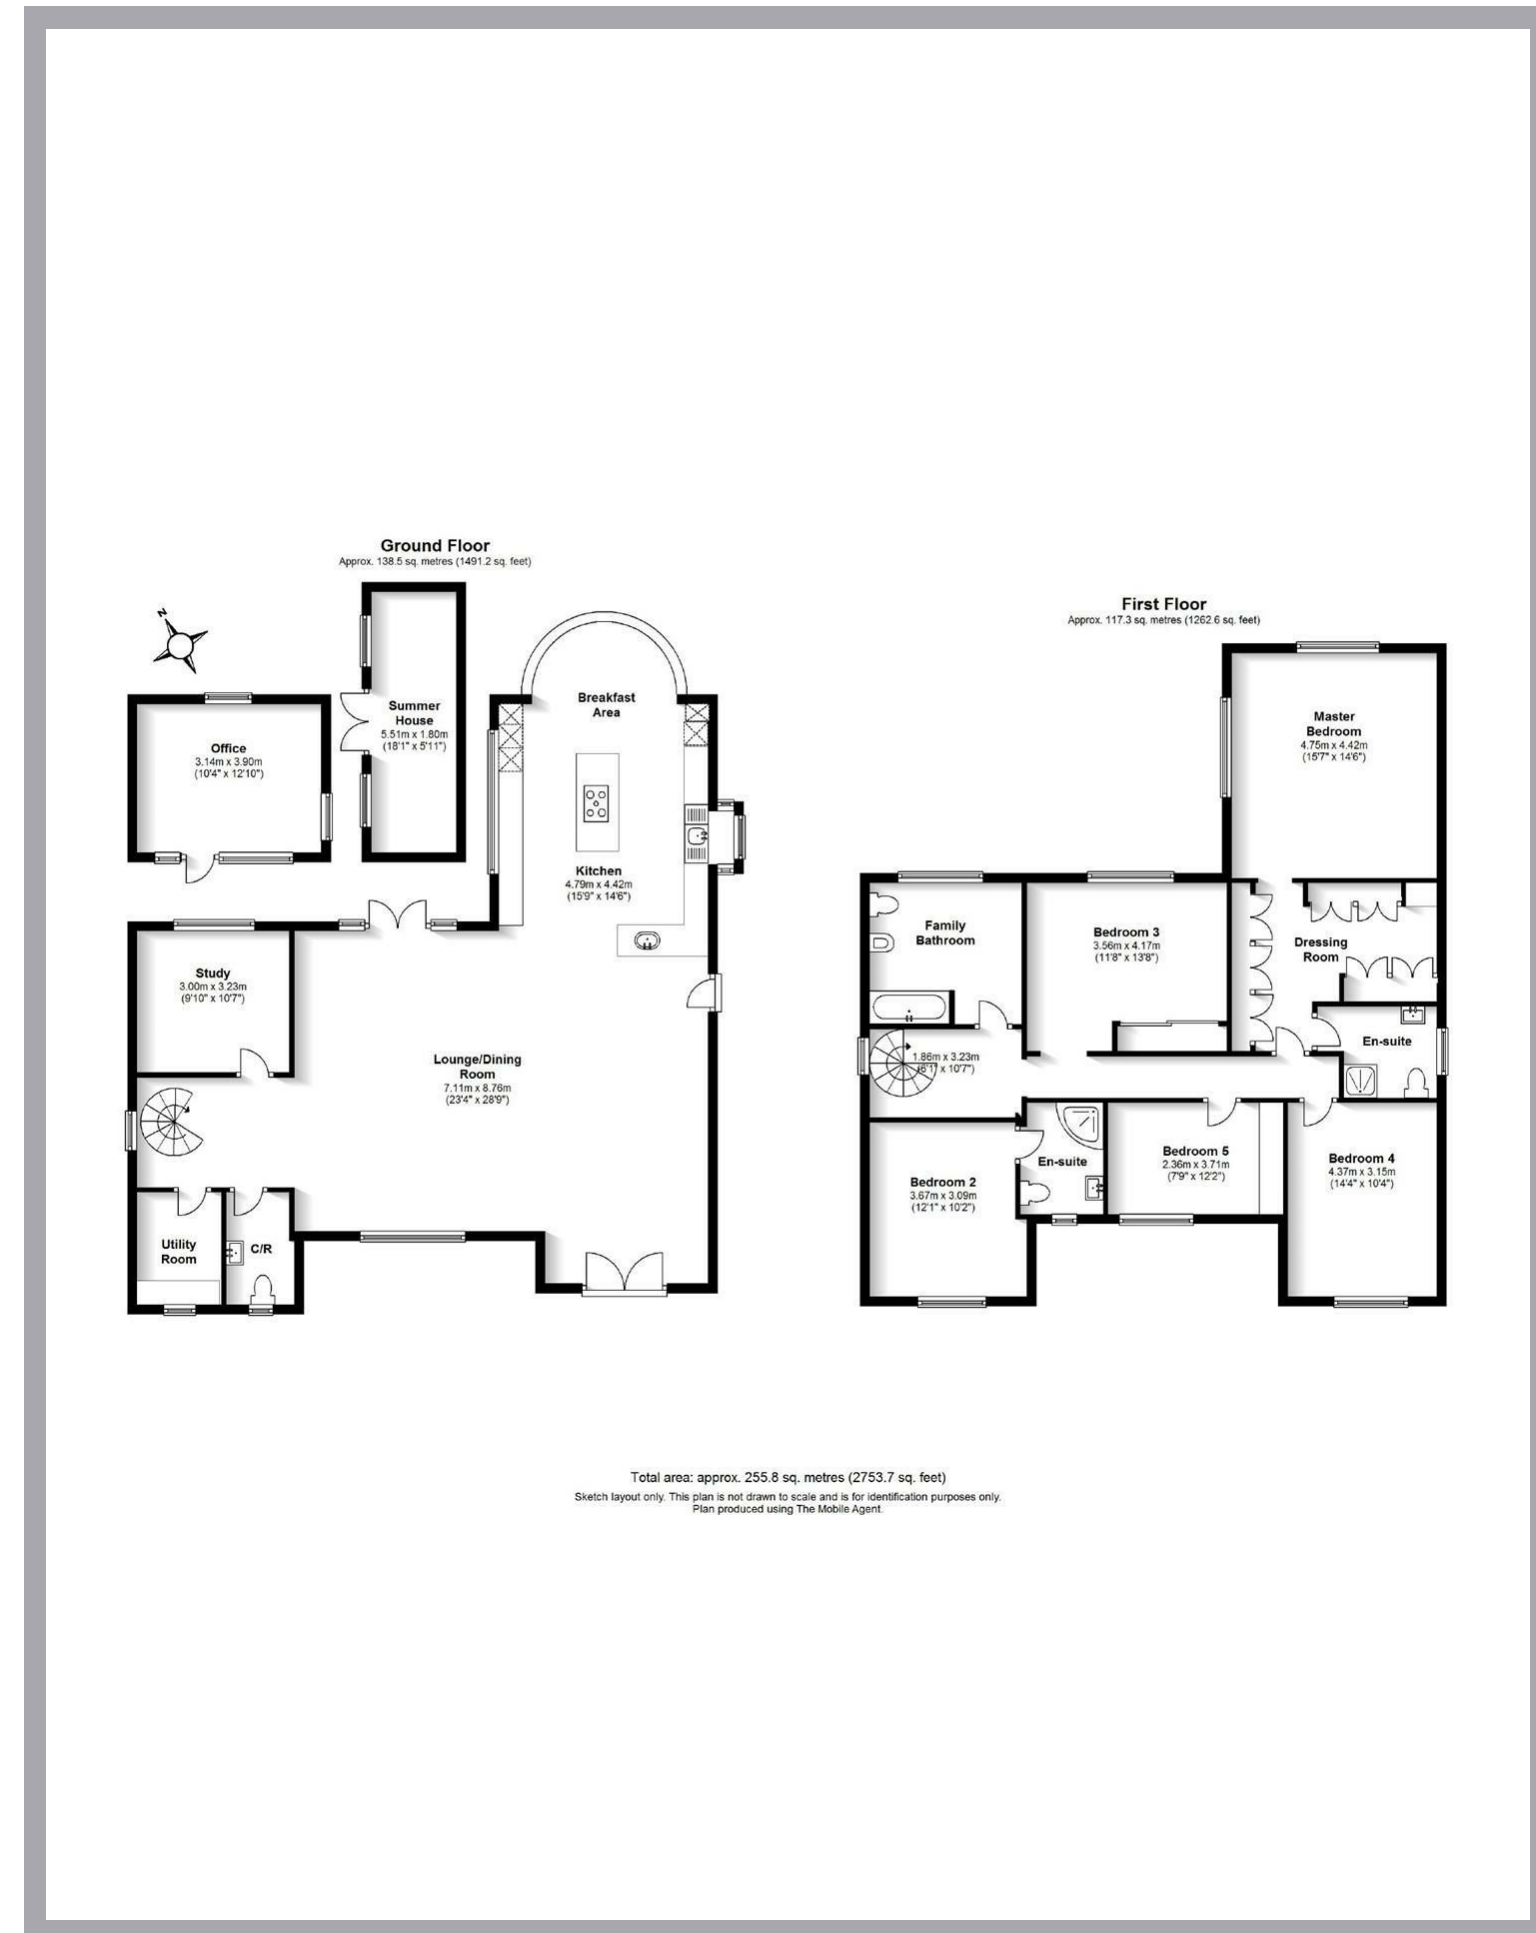 Ground Floor
Approx. 138.5 sq. metres (1491.2 sq. feet)
N
Summer
House
5.51m x 1.80m
(18'1" x 5'11")
Breakfast
Area
Office
3.14m x 3.90m
(10'4" x 12'10")
Kitchen
4.79m x 4.42m
(15'9" x 14'6")
Study
3.00m x 3.23m
(9'10" x 10'7")
Lounge/Dining
Room
7.11m x 8.76m
(23'4" x 28'9")
Utility
Room
C/R
First Floor
Approx. 117.3 sq. metres (1262.6 sq. feet)
Master
Bedroom
4.75m x 4.42m
(15'7" x 14'6")
Family
Bathroom
Bedroom 3
3.56m x 4.17m
(11'8" x 13'8")
Dressing
Room
En-suite
1.86m x 3.23m
(6'1" x 10'7")
En-suite
Bedroom 5
2.36m x 3.71m
(7'9" x 12'2")
Bedroom 4
4.37m x 3.15m
(14'4" x 10'4")
Bedroom 2
3.67m x 3.09m
(12'1" x 10'2")
Total area: approx. 255.8 sq. metres (2753.7 sq. feet)
Sketch layout only. This plan is not drawn to scale and is for identification purposes only.
Plan produced using The Mobile Agent.